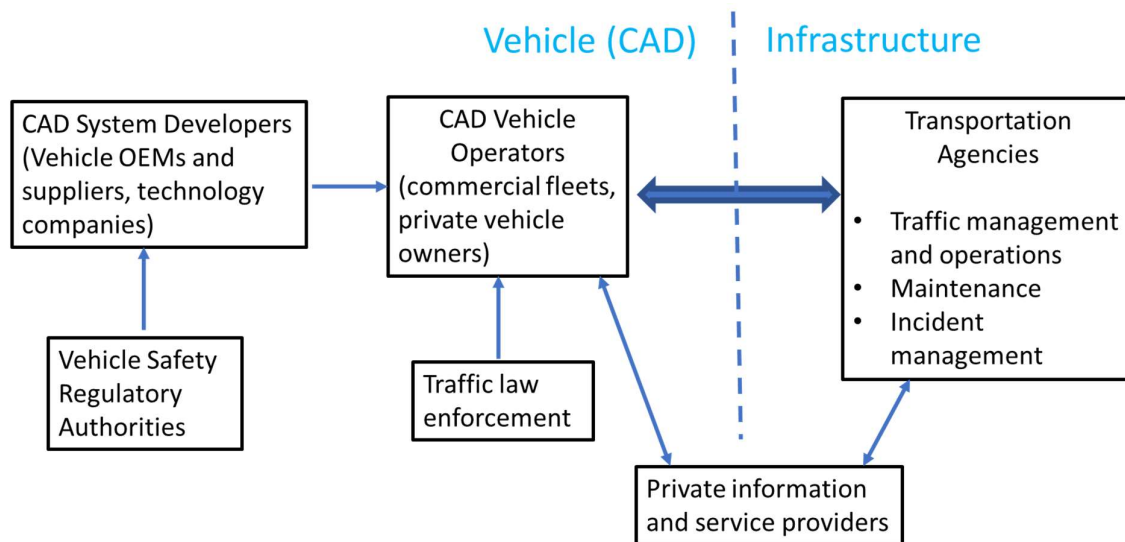 Vehicle (CAD)
Infrastructure
CAD System Developers
(Vehicle OEMs and
suppliers, technology
companies)
CAD Vehicle
Operators
(commercial fleets,
private vehicle
owners)
Transportation
Agencies
• Traffic management
and operations
• Maintenance
• Incident
management
Vehicle Safety
Regulatory
Authorities
Traffic law
enforcement
Private information
and service providers